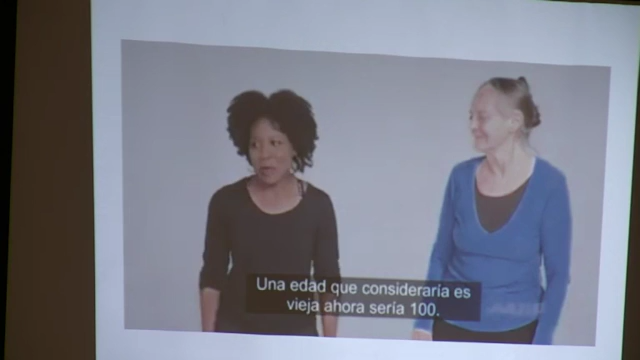 Una edad que consideraría es
vieja ahora sería 100.